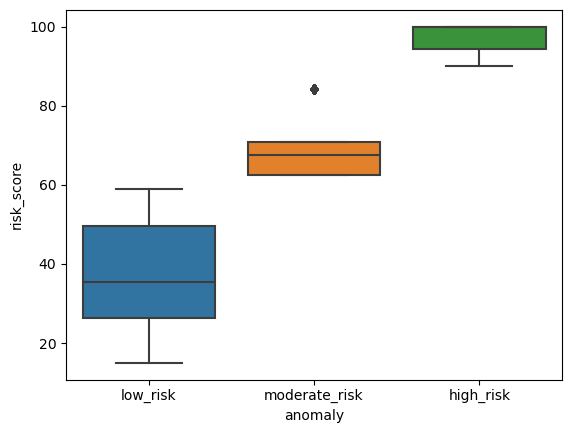 100
80
60
40
20
risk_score
low_risk
moderate_risk
high_risk
anomaly